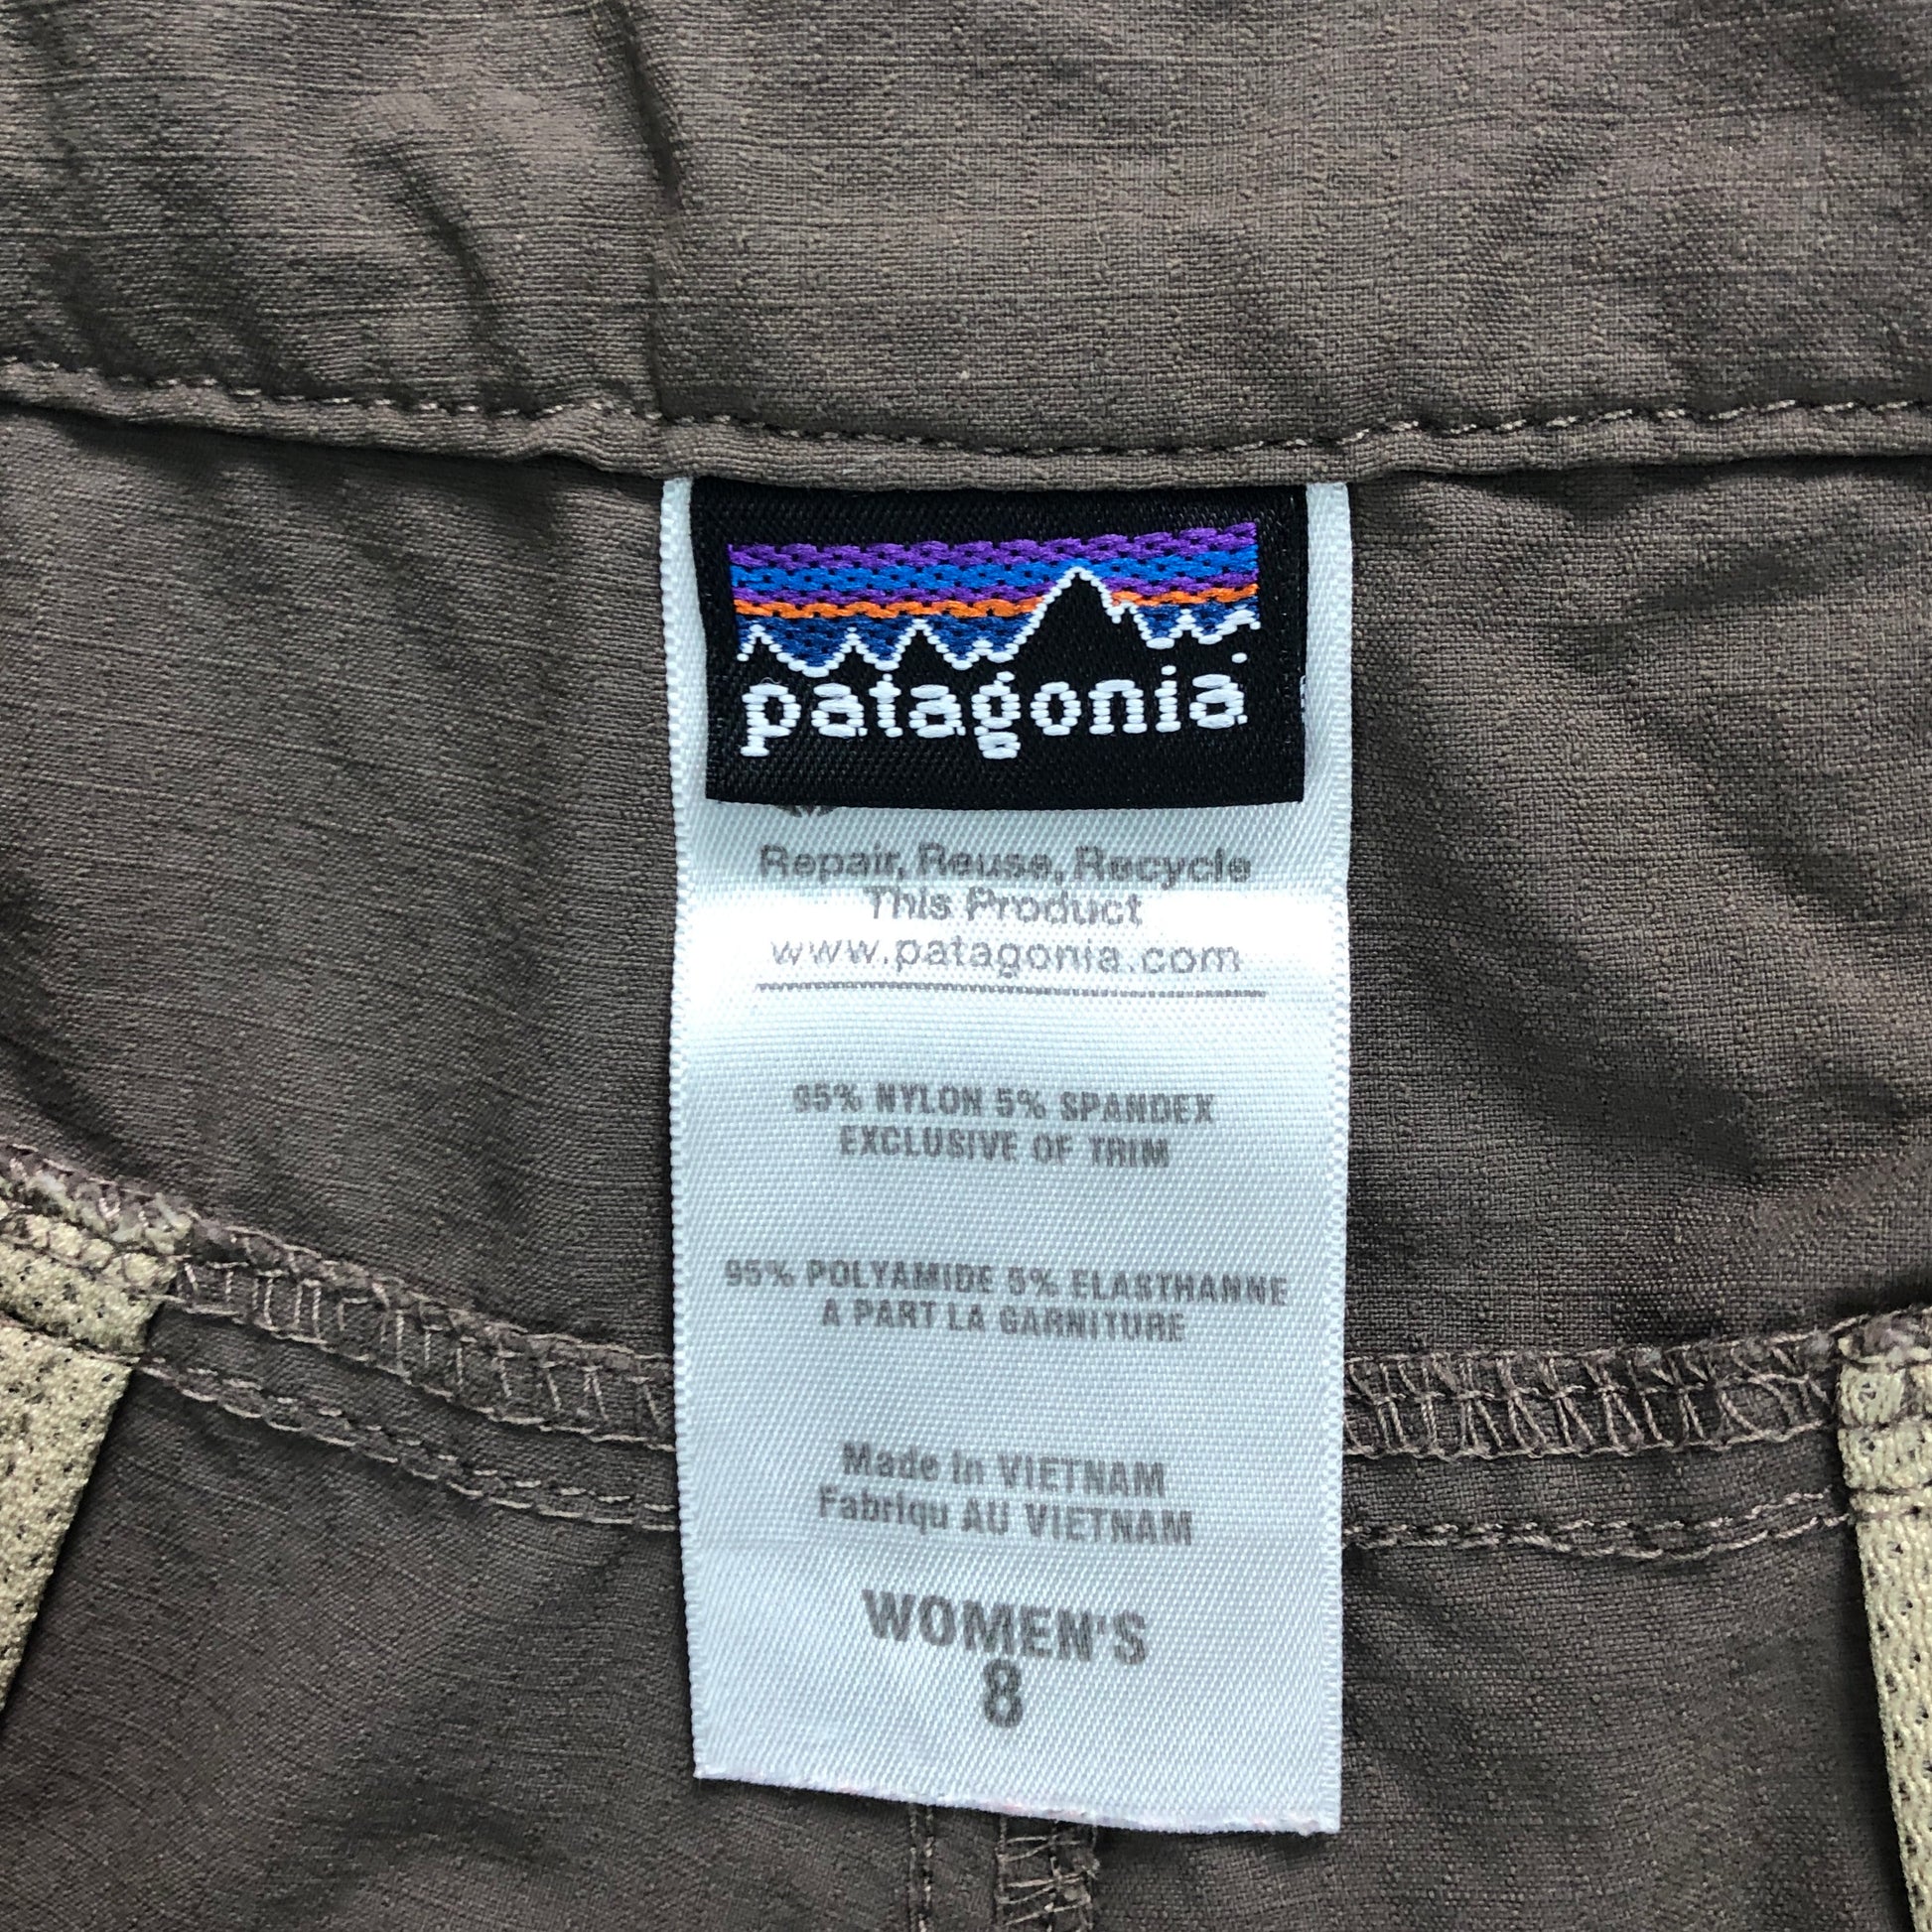 patagonia
Repair, Reuse, Recycle
This Product
www.patagonia.com
95% NYLON 5% SPANDEX
EXCLUSIVE OF TRIM
95% POLYAMIDE 5% ELASTHANNE
A PART LA GARNITURE
Made in VIETNAM
Fabriqu AU VIETNAM
WOMEN'S
8